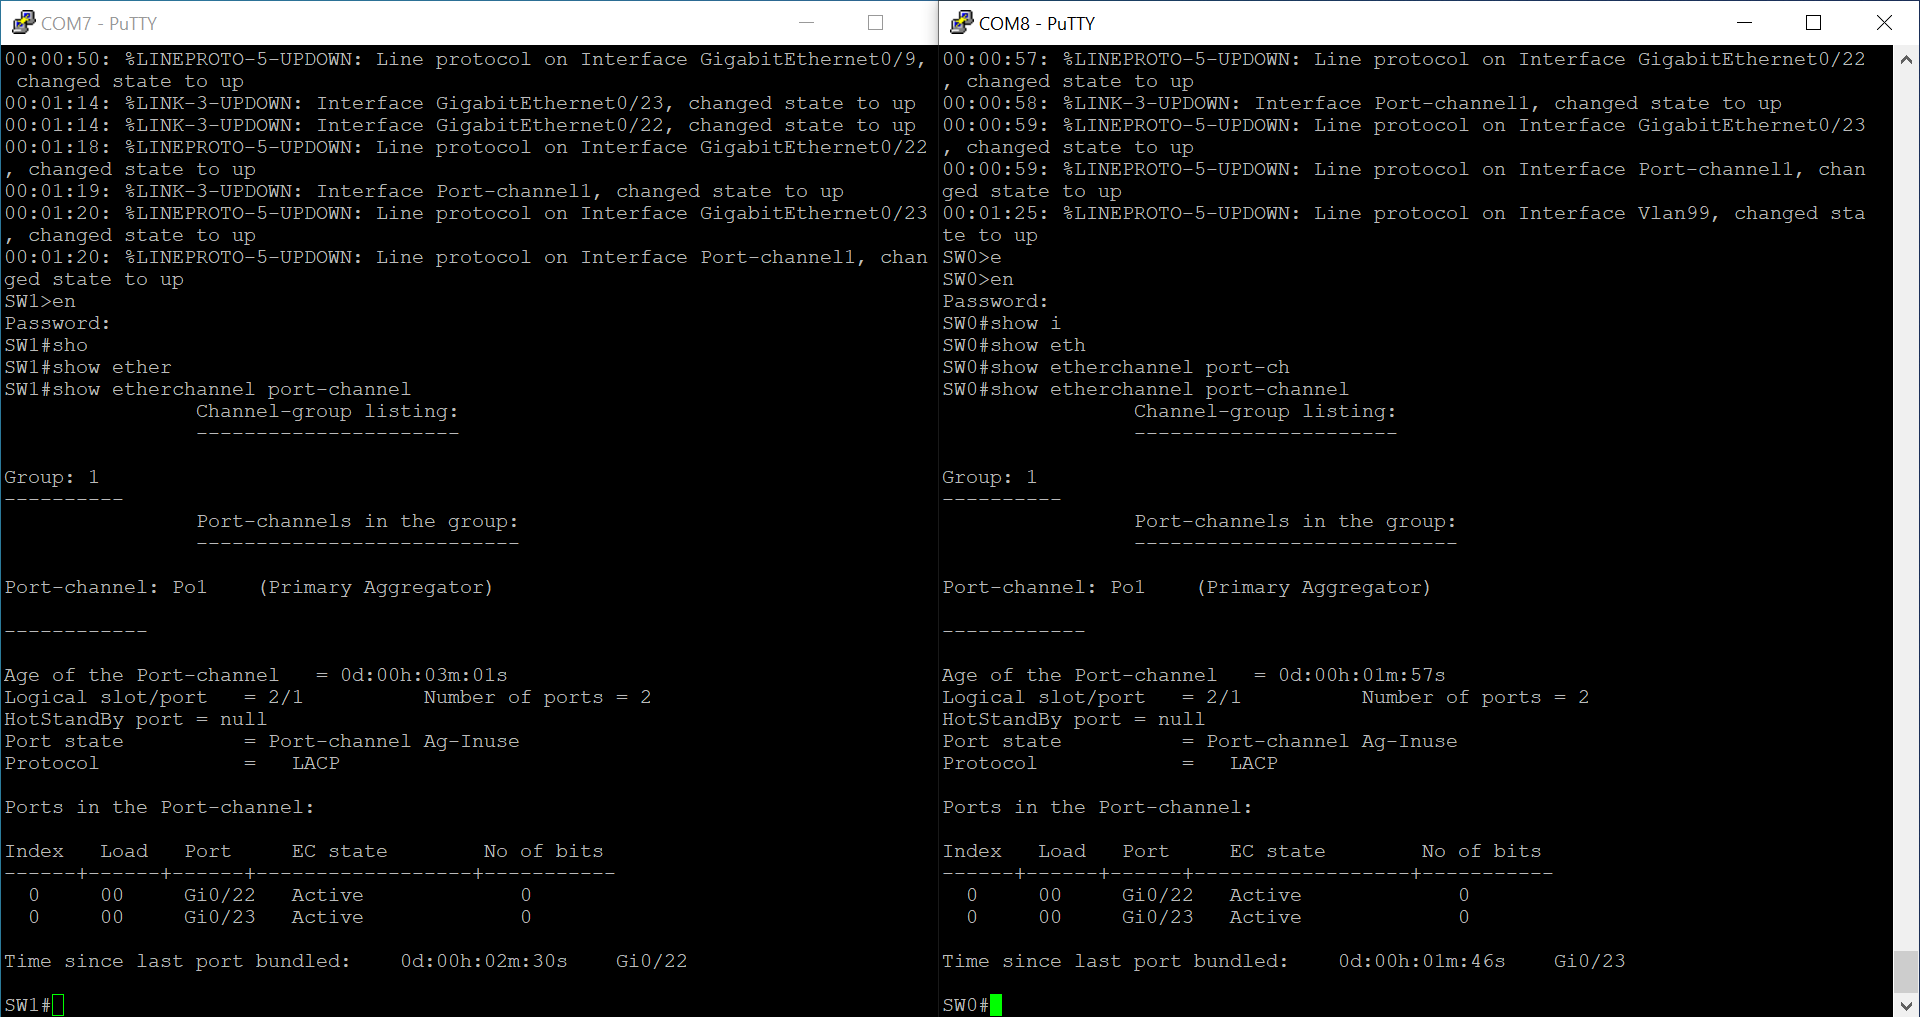 COM7 - PuTTY
00:00:50: %LINEPROTO-5-UPDOWN: Line protocol on Interface GigabitEthernet0/9,
 changed state to up
00:01:14: %LINK-3-UPDOWN: Interface GigabitEthernet0/23, changed state to up
00:01:14: %LINK-3-UPDOWN: Interface GigabitEthernet0/22, changed state to up
00:01:18: %LINEPROTO-5-UPDOWN: Line protocol on Interface GigabitEthernet0/22
, changed state to up
00:01:19: %LINK-3-UPDOWN: Interface Port-channel1, changed state to up
00:01:20: %LINEPROTO-5-UPDOWN: Line protocol on Interface GigabitEthernet0/23
, changed state to up
00:01:20: %LINEPROTO-5-UPDOWN: Line protocol on Interface Port-channel1, chan
ged state to up
SW1>en
Password:
SW1#sho
SW1#show ether
SW1#show etherchannel port-channel
                Channel-group listing:
                ----------------------

Group: 1
----------
                Port-channels in the group:
                ---------------------------

Port-channel: Po1    (Primary Aggregator)

------------

Age of the Port-channel   = 0d:00h:03m:01s
Logical slot/port   = 2/1          Number of ports = 2
HotStandBy port = null
Port state          = Port-channel Ag-Inuse
Protocol            =   LACP

Ports in the Port-channel:

Index   Load   Port     EC state        No of bits
------+------+------+------------------+-----------
  0     00     Gi0/22   Active             0
  0     00     Gi0/23   Active             0

Time since last port bundled:    0d:00h:02m:30s    Gi0/22

SW1#
COM8 - PuTTY
00:00:57: %LINEPROTO-5-UPDOWN: Line protocol on Interface GigabitEthernet0/22
, changed state to up
00:00:58: %LINK-3-UPDOWN: Interface Port-channel1, changed state to up
00:00:59: %LINEPROTO-5-UPDOWN: Line protocol on Interface GigabitEthernet0/23
, changed state to up
00:00:59: %LINEPROTO-5-UPDOWN: Line protocol on Interface Port-channel1, chan
ged state to up
00:01:25: %LINEPROTO-5-UPDOWN: Line protocol on Interface Vlan99, changed sta
te to up
SW0>e
SW0>en
Password:
SW0#show i
SW0#show eth
SW0#show etherchannel port-ch
SW0#show etherchannel port-channel
                Channel-group listing:
                ----------------------

Group: 1
----------
                Port-channels in the group:
                ---------------------------

Port-channel: Po1    (Primary Aggregator)

------------

Age of the Port-channel   = 0d:00h:01m:57s
Logical slot/port   = 2/1          Number of ports = 2
HotStandBy port = null
Port state          = Port-channel Ag-Inuse
Protocol            =   LACP

Ports in the Port-channel:

Index   Load   Port     EC state        No of bits
------+------+------+------------------+-----------
  0     00     Gi0/22   Active             0
  0     00     Gi0/23   Active             0

Time since last port bundled:    0d:00h:01m:46s    Gi0/23

SW0#